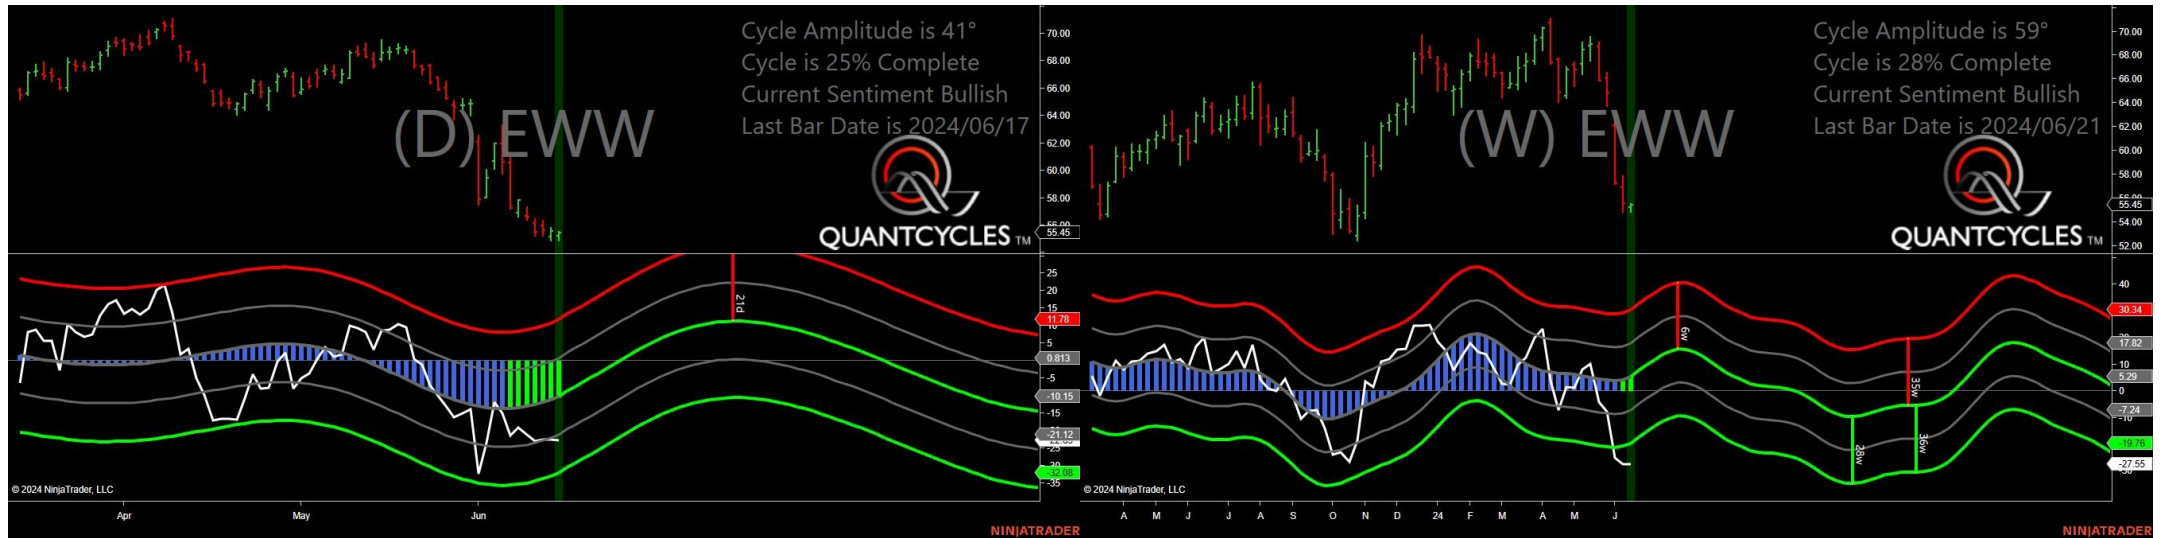 Cycle Amplitude is 41°
Cycle is 25% Complete
Current Sentiment Bullish
Last Bar Date is 2024/06/17
(D) EWW
QUANTCYCLES TM
70.00
68.00
66.00
64.00
62.00
60.00
58.00
55.45
25
20
15
11.78
5
0.813
-5
-10.15
-15
-21.12
-32.08
-35
21d
© 2024 NinjaTrader, LLC
Apr May Jun
NINJATRADER
Cycle Amplitude is 59°
Cycle is 28% Complete
Current Sentiment Bullish
Last Bar Date is 2024/06/21
(W) EWW
QUANTCYCLES TM
70.00
68.00
66.00
64.00
62.00
60.00
58.00
55.45
54.00
52.00
40
30.34
17.82
10
5.29
0
-7.24
-19.76
-27.55
6w
35w
28w
36w
© 2024 NinjaTrader, LLC
A M J J A S O N D 24 F M A M J
NINJATRADER